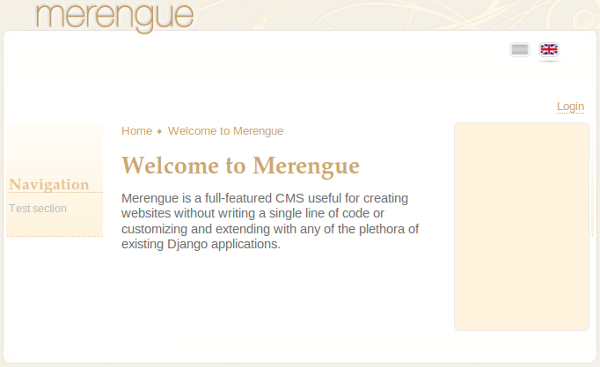 merengue
Login
Home ♦ Welcome to Merengue
Navigation
Test section
Welcome to Merengue
Merengue is a full-featured CMS useful for creating
websites without writing a single line of code or
customizing and extending with any of the plethora of
existing Django applications.